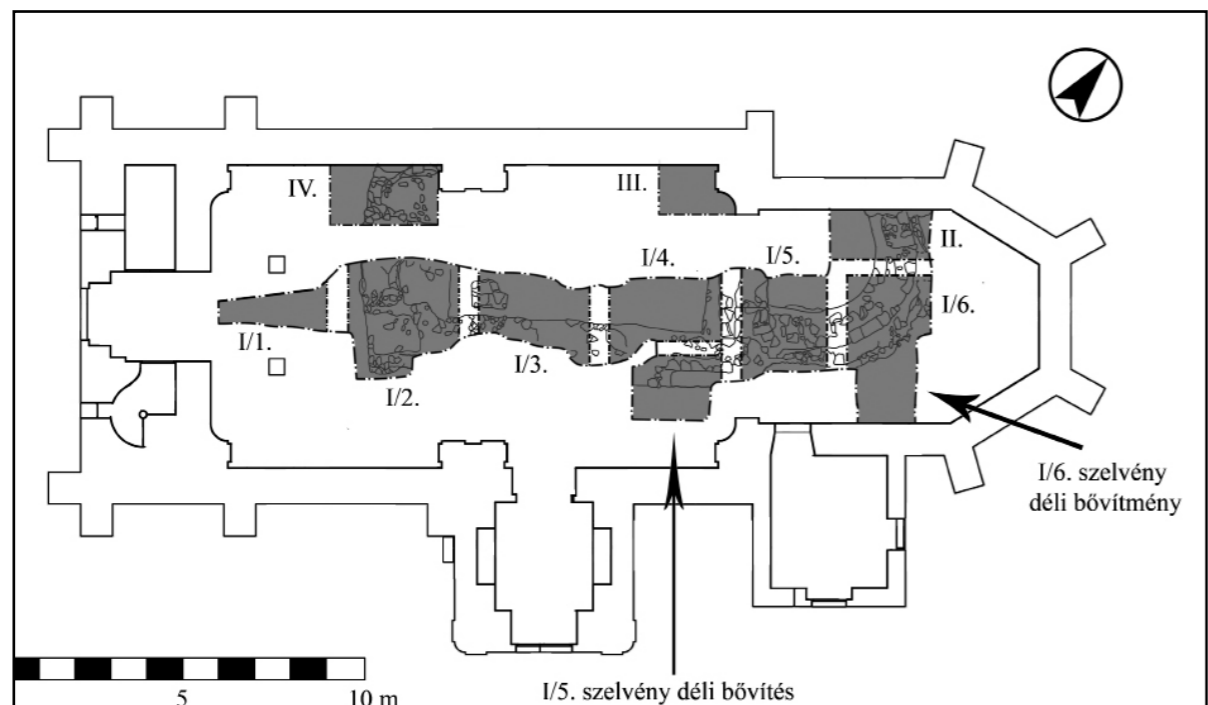 IV.
III.
II.
I/4.
I/5.
I/6.
I/1.
I/3.
I/2.
I/6. szelvény
déli bővítmény
5
10 m
I/5. szelvény déli bővítés